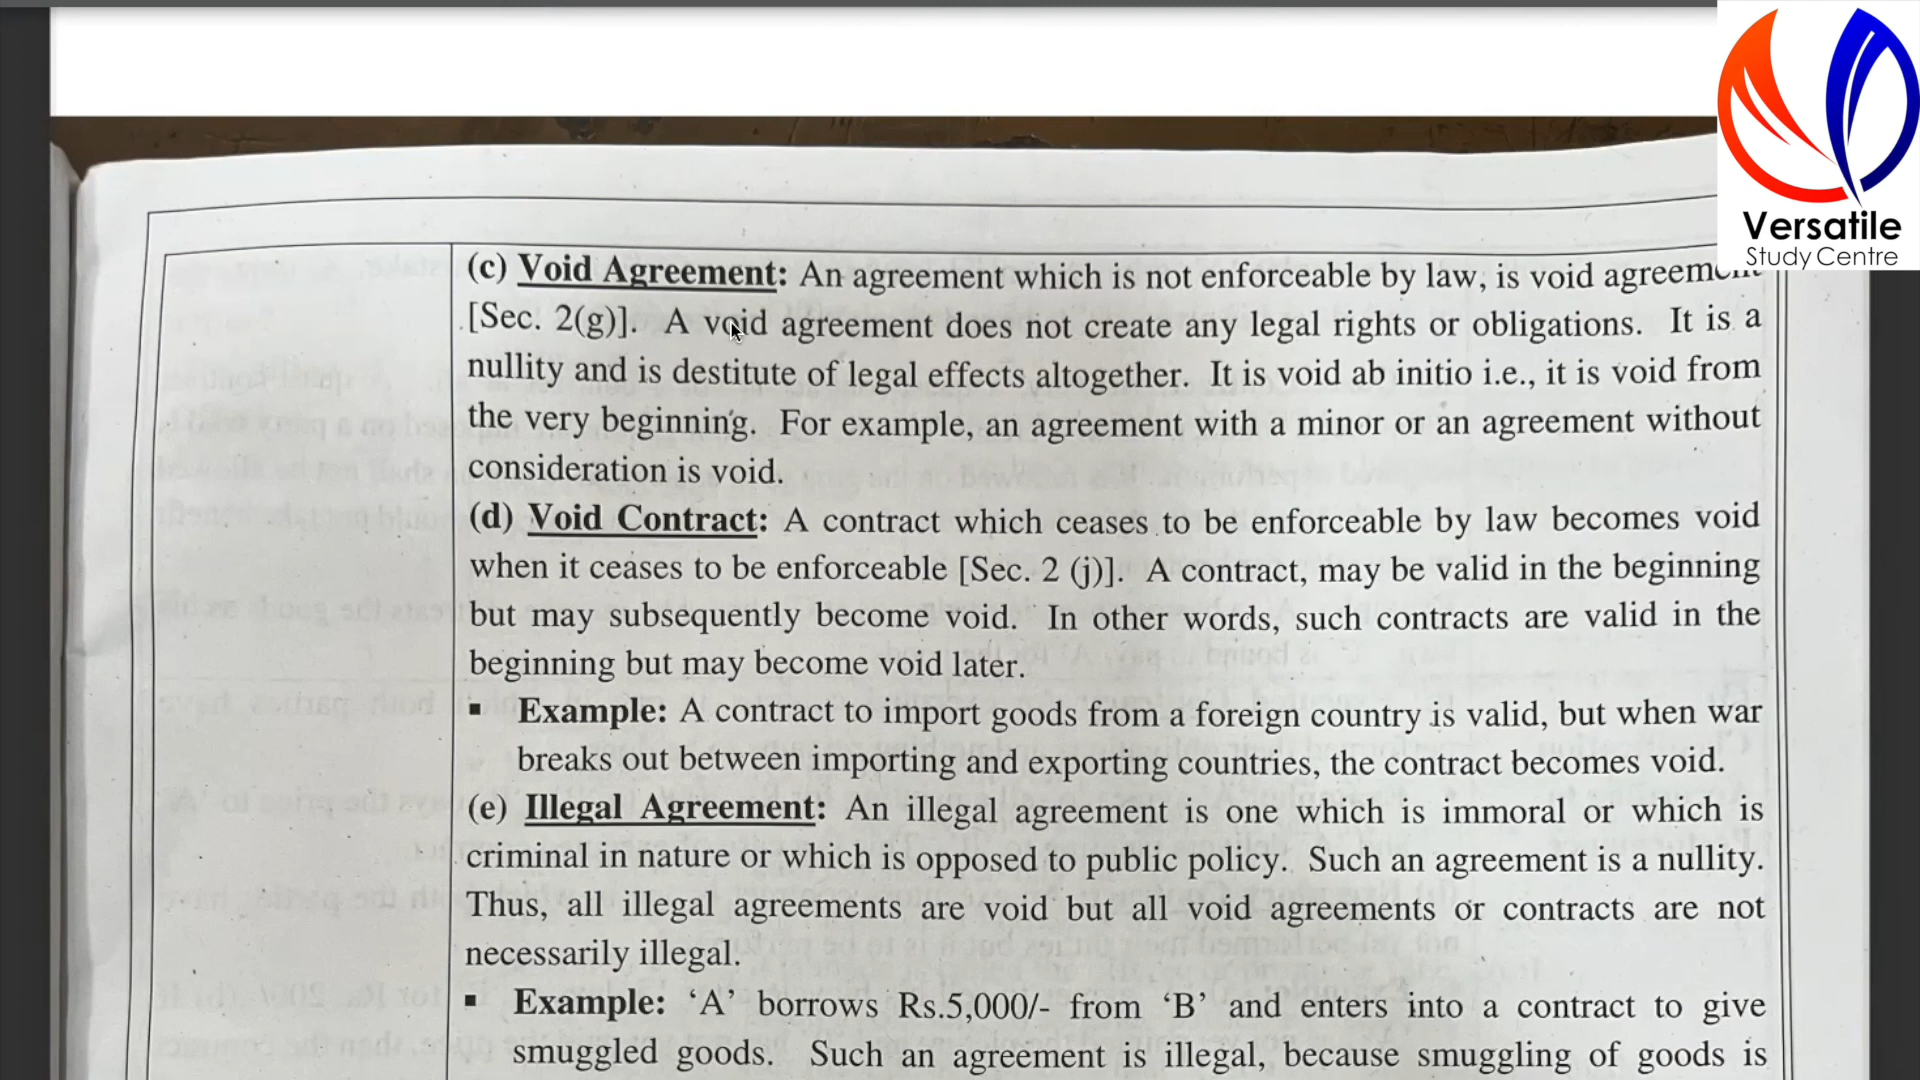 Versatile
Study Centre
(c) Void Agreement: An agreement which is not enforceable by law, is void agreement
[Sec. 2(g)]. A void agreement does not create any legal rights or obligations. It is a
nullity and is destitute of legal effects altogether. It is void ab initio i.e., it is void from
the very beginning. For example, an agreement with a minor or an agreement without
consideration is void.
(d) Void Contract: A contract which ceases to be enforceable by law becomes void
when it ceases to be enforceable [Sec. 2 (j)]. A contract, may be valid in the beginning
but may subsequently become void. In other words, such contracts are valid in the
beginning but may become void later.
▪ Example: A contract to import goods from a foreign country is valid, but when war
breaks out between importing and exporting countries, the contract becomes void.
(e) Illegal Agreement: An illegal agreement is one which is immoral or which is
criminal in nature or which is opposed to public policy. Such an agreement is a nullity.
Thus, all illegal agreements are void but all void agreements or contracts are not
necessarily illegal.
▪ Example: ‘A’ borrows Rs.5,000/- from ‘B’ and enters into a contract to give
smuggled goods. Such an agreement is illegal, because smuggling of goods is